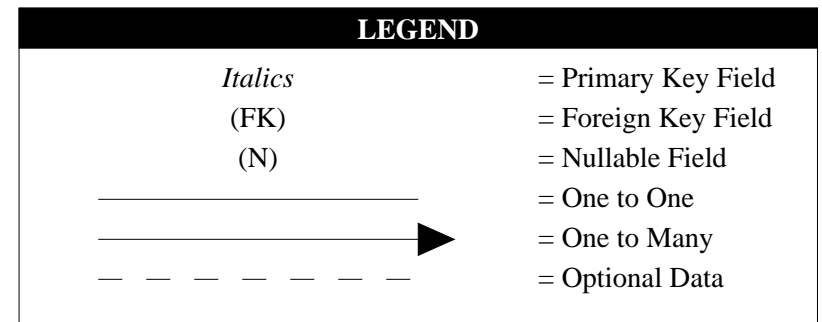 LEGEND
Italics = Primary Key Field
(FK) = Foreign Key Field
(N) = Nullable Field
= One to One
= One to Many
= Optional Data